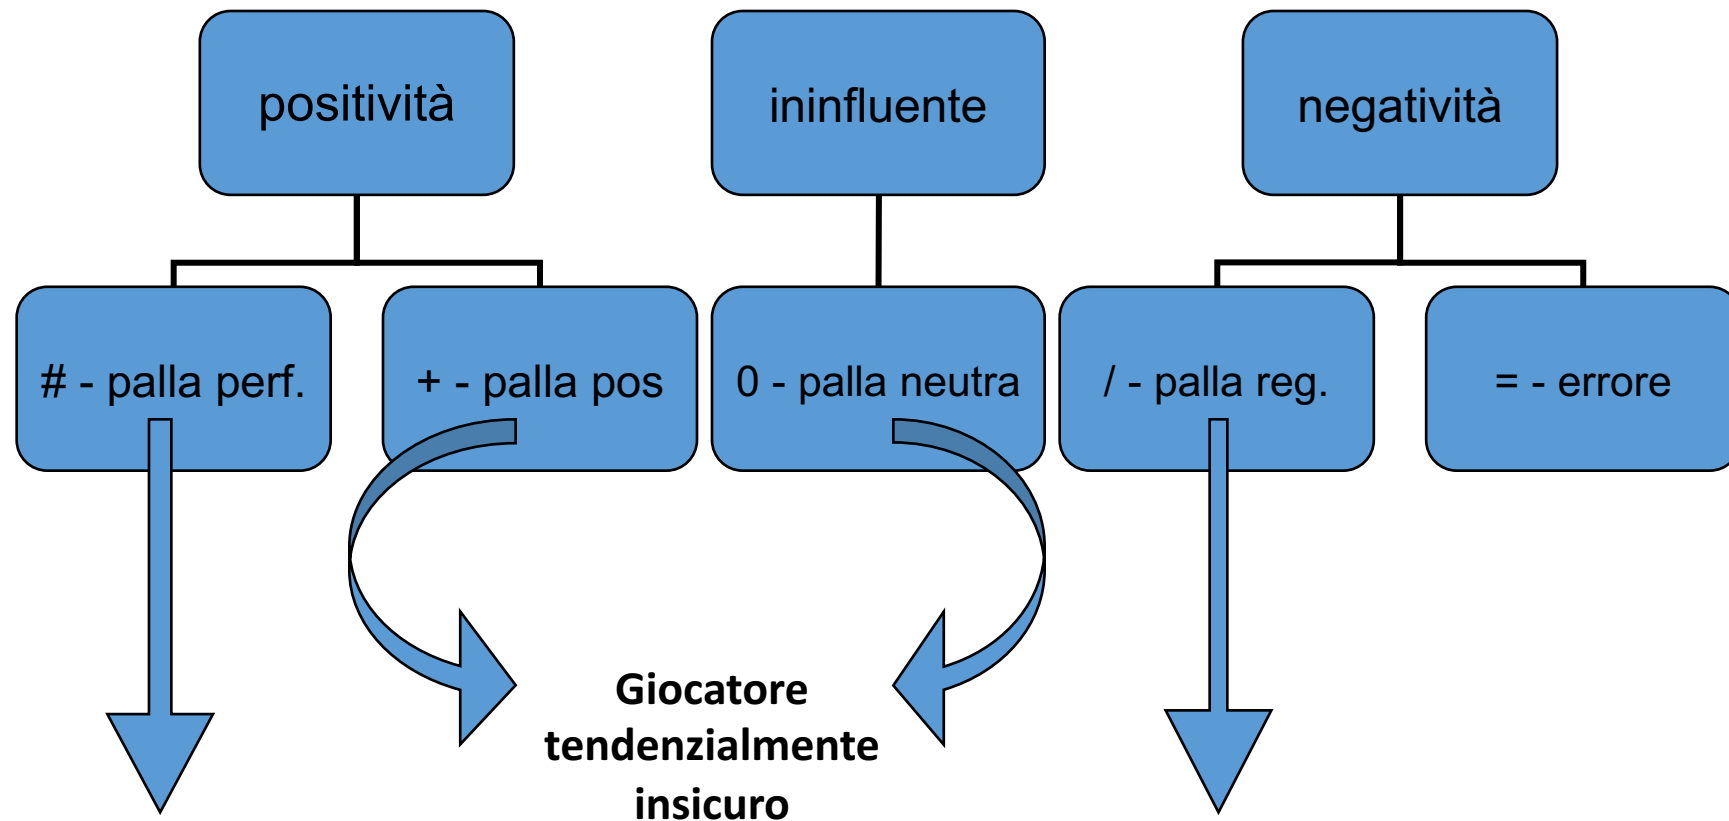 positività
ininfluente
negatività
# - palla perf.
+ - palla pos
0 - palla neutra
/ - palla reg.
= - errore
Giocatore
tendenzialmente
insicuro